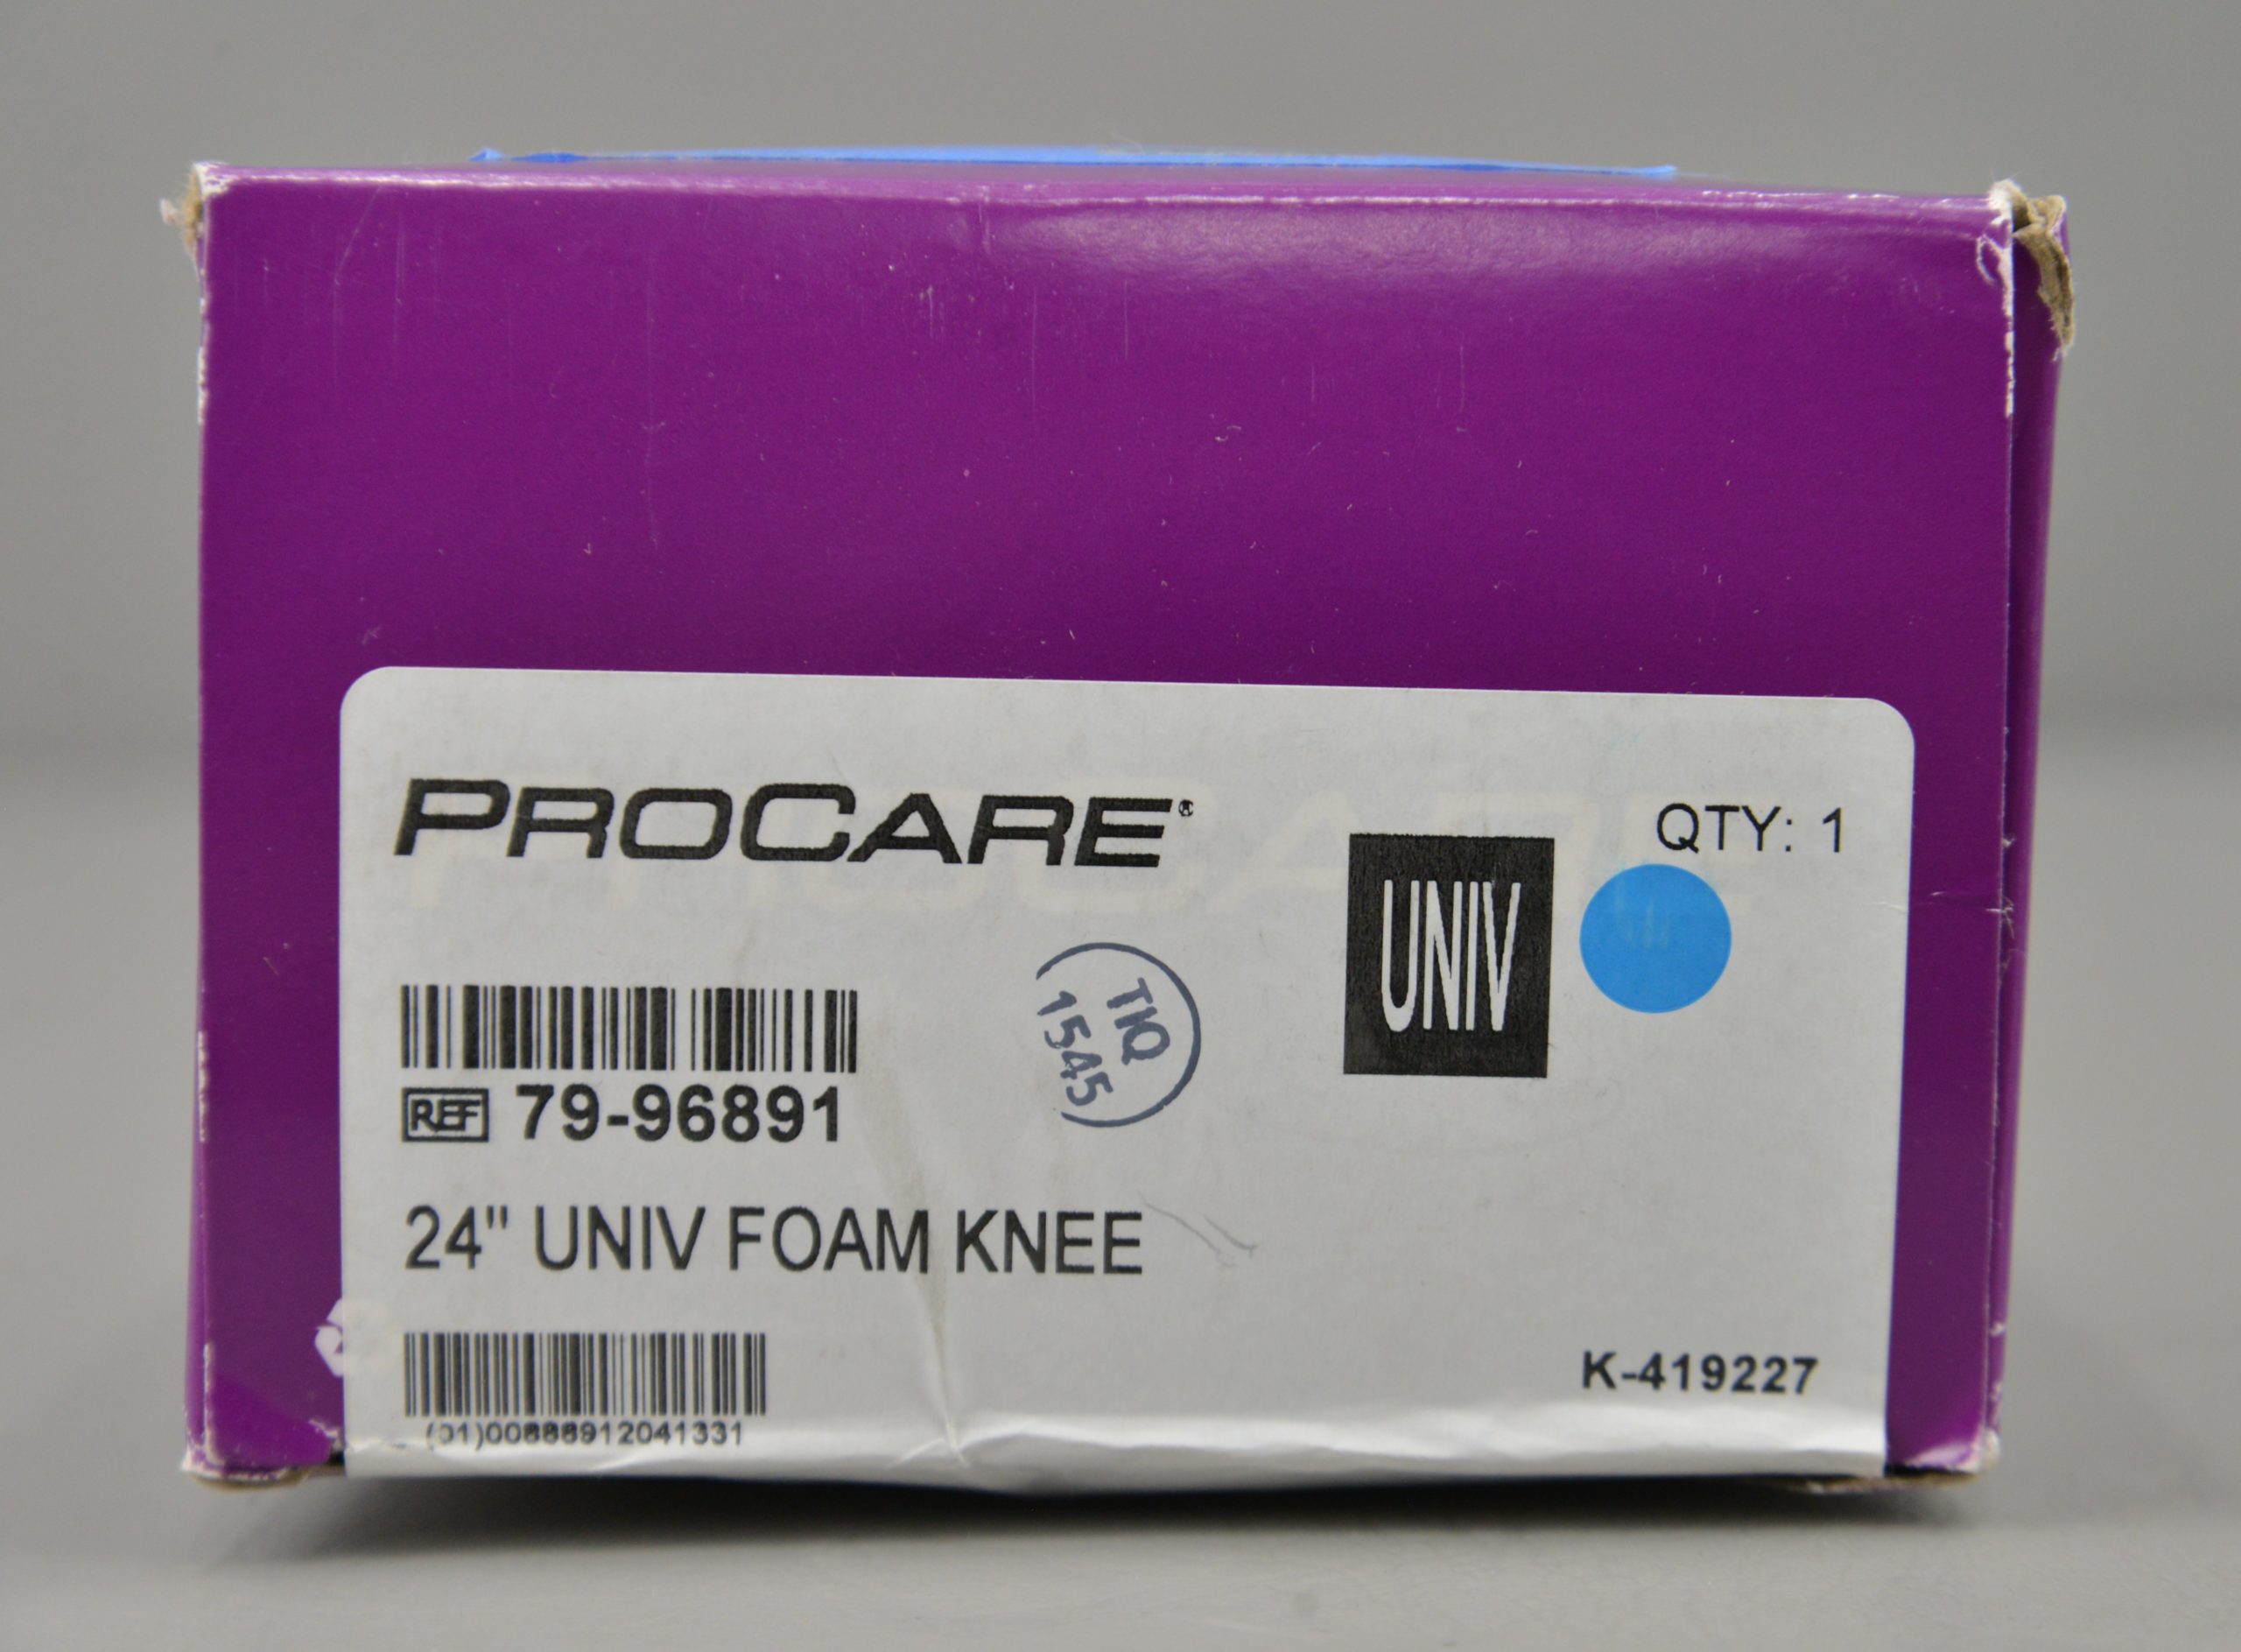 PROCARE®
QTY: 1
UNIV
TIQ
1545
REF 79-96891
24" UNIV FOAM KNEE
K-419227
(01)00888912041331